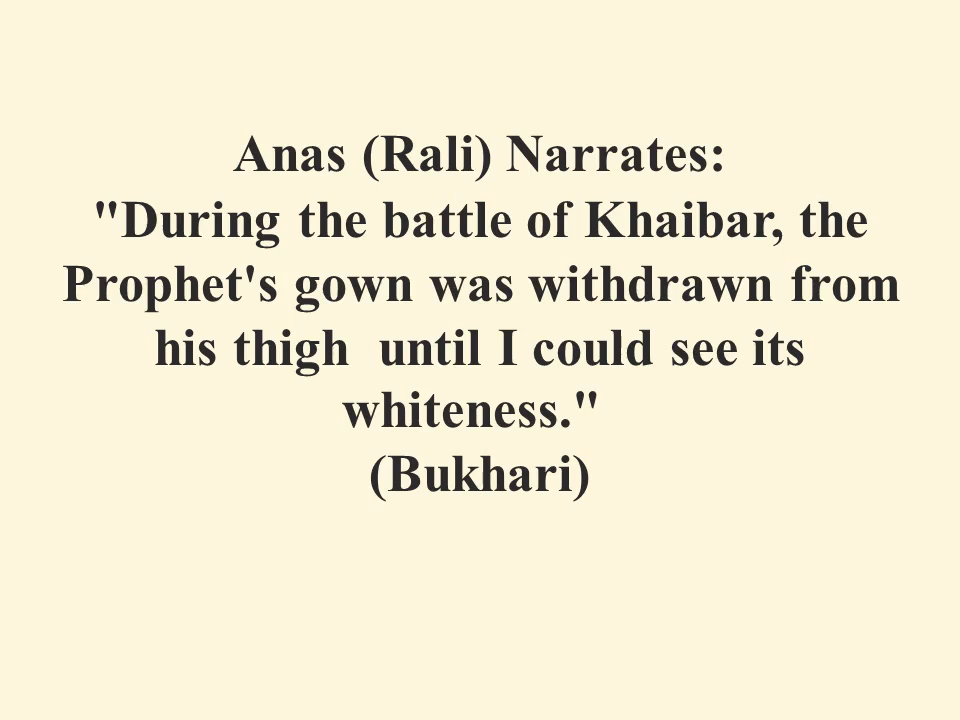 Anas (Rali) Narrates:
"During the battle of Khaibar, the
Prophet's gown was withdrawn from
his thigh  until I could see its
whiteness."
(Bukhari)